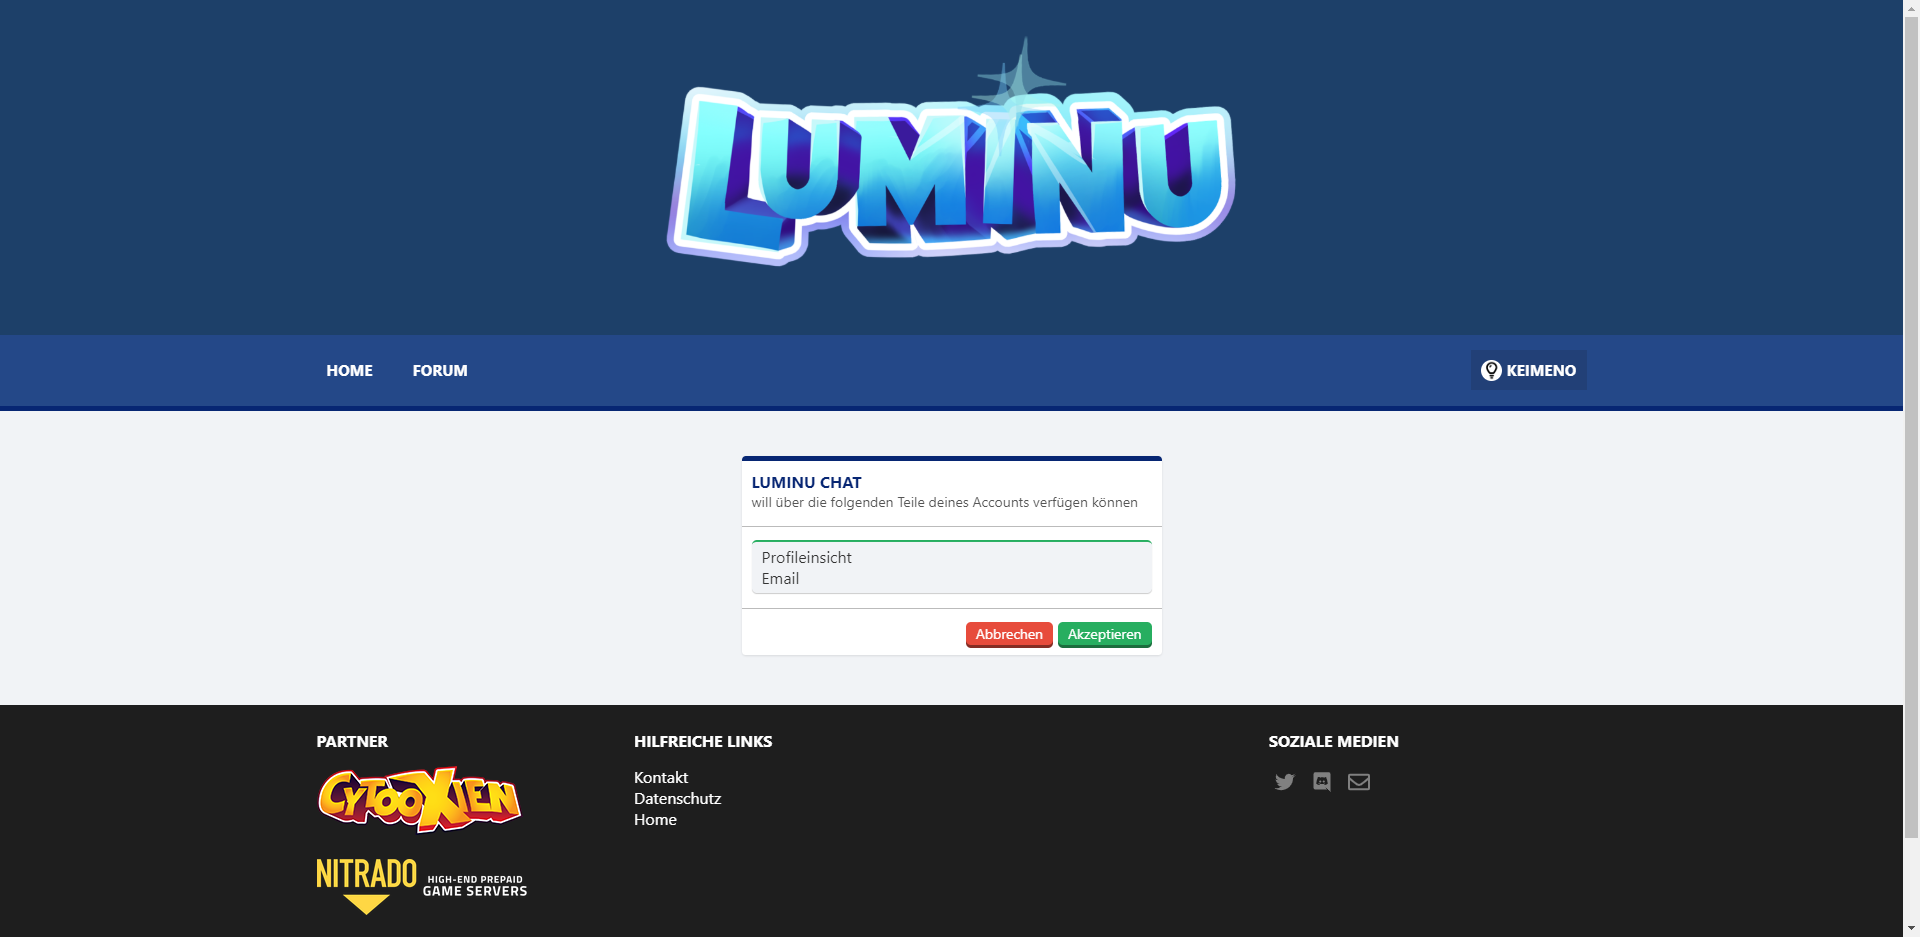 LUMINU
HOME
FORUM
KEIMENO
LUMINU CHAT
will über die folgenden Teile deines Accounts verfügen können
Profileinsicht
Email
Abbrechen
Akzeptieren
PARTNER
CYTOOXIEN
NITRADO
HIGH-END PREPAID
GAME SERVERS
HILFREICHE LINKS
Kontakt
Datenschutz
Home
SOZIALE MEDIEN